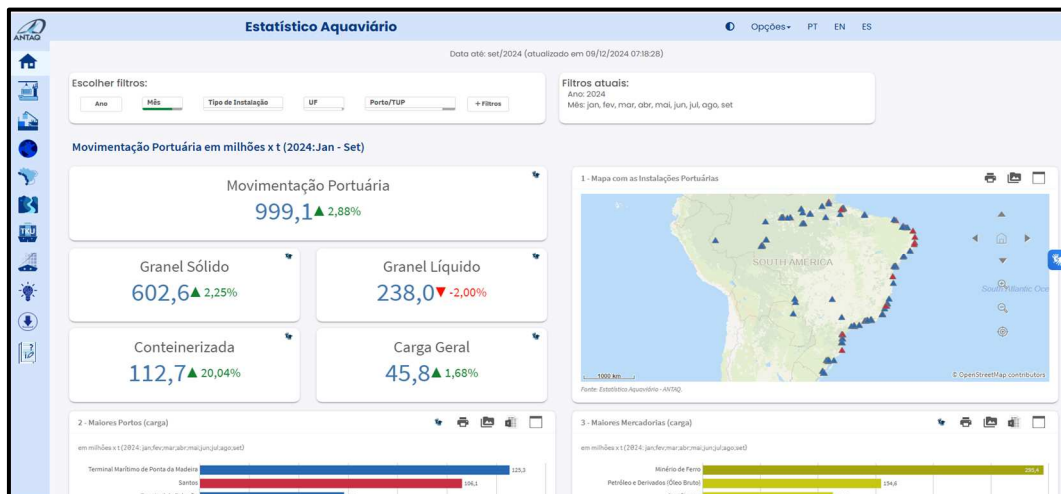 ANTAQ
Estatístico Aquaviário
Opções
PT
EN
ES
Data até: set/2024 (atualizado em 09/12/2024 07:18:28)
Escolher filtros:
Ano
Mês
Tipo de Instalação
UF
Porto/TUP
+ Filtros
Filtros atuais:
Ano: 2024
Mês: jan, fev, mar, abr, mai, jun, jul, ago, set
Movimentação Portuária em milhões x t (2024:Jan - Set)
Movimentação Portuária
999,1 ▲ 2,88%
Granel Sólido
602,6 ▲ 2,25%
Granel Líquido
238,0 ▼ -2,00%
Conteinerizada
112,7 ▲ 20,04%
Carga Geral
45,8 ▲ 1,68%
1 - Mapa com as Instalações Portuárias
SOUTH AMERICA
South Atlantic Oce
1000 km
© OpenStreetMap contributors
Fonte: Estatístico Aquaviário - ANTAQ.
TKU
2 - Maiores Portos (carga)
em milhões x t (2024: jan;fev;mar;abr;mai;jun;jul;ago;set)
Terminal Marítimo de Ponta da Madeira
125,3
Santos
106,1
3 - Maiores Mercadorias (carga)
em milhões x t (2024: jan;fev;mar;abr;mai;jun;jul;ago;set)
Minério de Ferro
Petróleo e Derivados (Óleo Bruto)
154,6